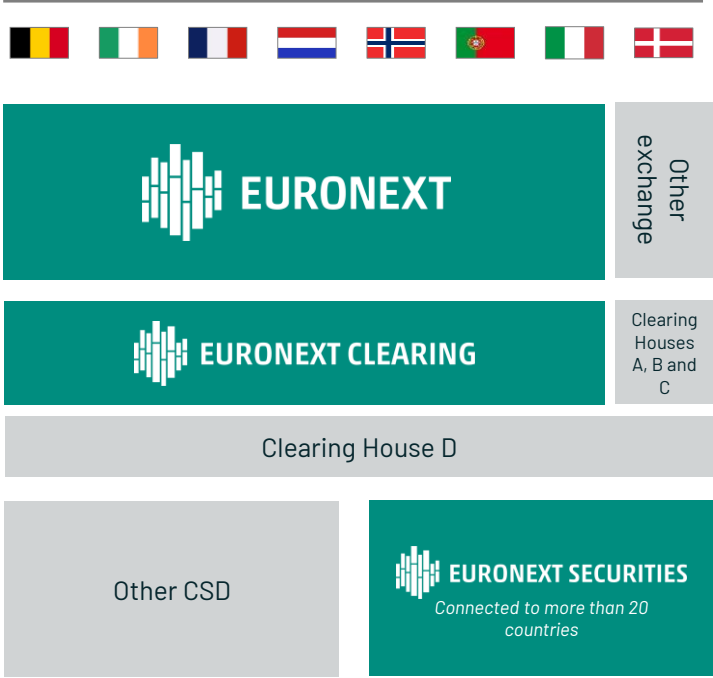 EURONEXT
Other
exchange
EURONEXT CLEARING
Clearing
Houses
A, B and
C
Clearing House D
Other CSD
EURONEXT SECURITIES
Connected to more than 20
countries